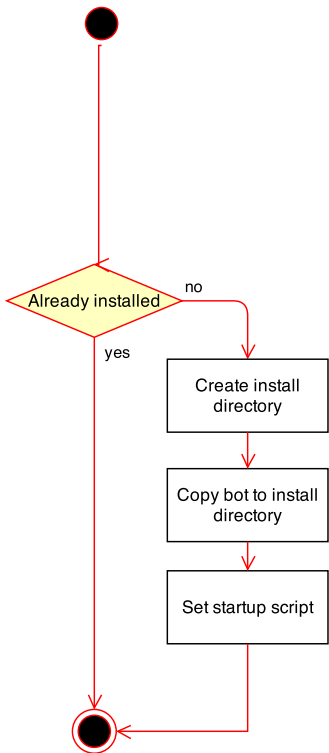 Already installed
no
yes
Create install
directory
Copy bot to install
directory
Set startup script